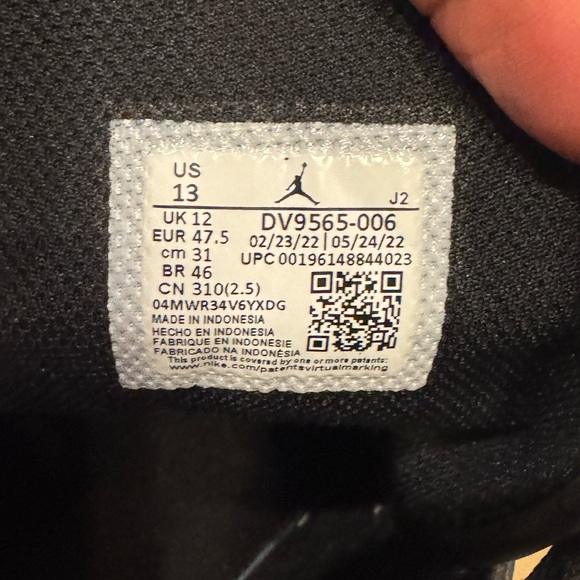 US
13
J2
UK 12
EUR 47.5
cm 31
BR 46
CN 310(2.5)
DV9565-006
02/23/22 | 05/24/22
UPC 00196148844023
04MWR34V6YXDG
MADE IN INDONESIA
HECHO EN INDONESIA
FABRIQUE EN INDONESIE
FABRICADO NA INDONÉSIA
This product is covered by one or more patents:
www.nike.com/patentsvirtualmarking